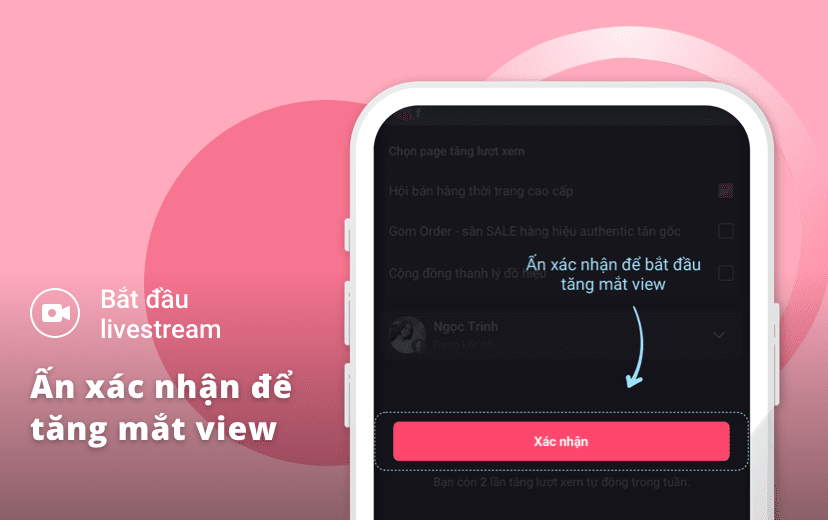 Bắt đầu
livestream
Ấn xác nhận để
tăng mắt view
Chọn page tăng lượt xem
Hội bán hàng thời trang cao cấp
Gom Order - săn SALE hàng hiệu authentic tận gốc
Cộng đồng thanh lý đồ hiệu
Ấn xác nhận để bắt đầu
tăng mắt view
Ngọc Trinh
Đang kết nối
Xác nhận
Bạn còn 2 lần tăng lượt xem tự động trong tuần.